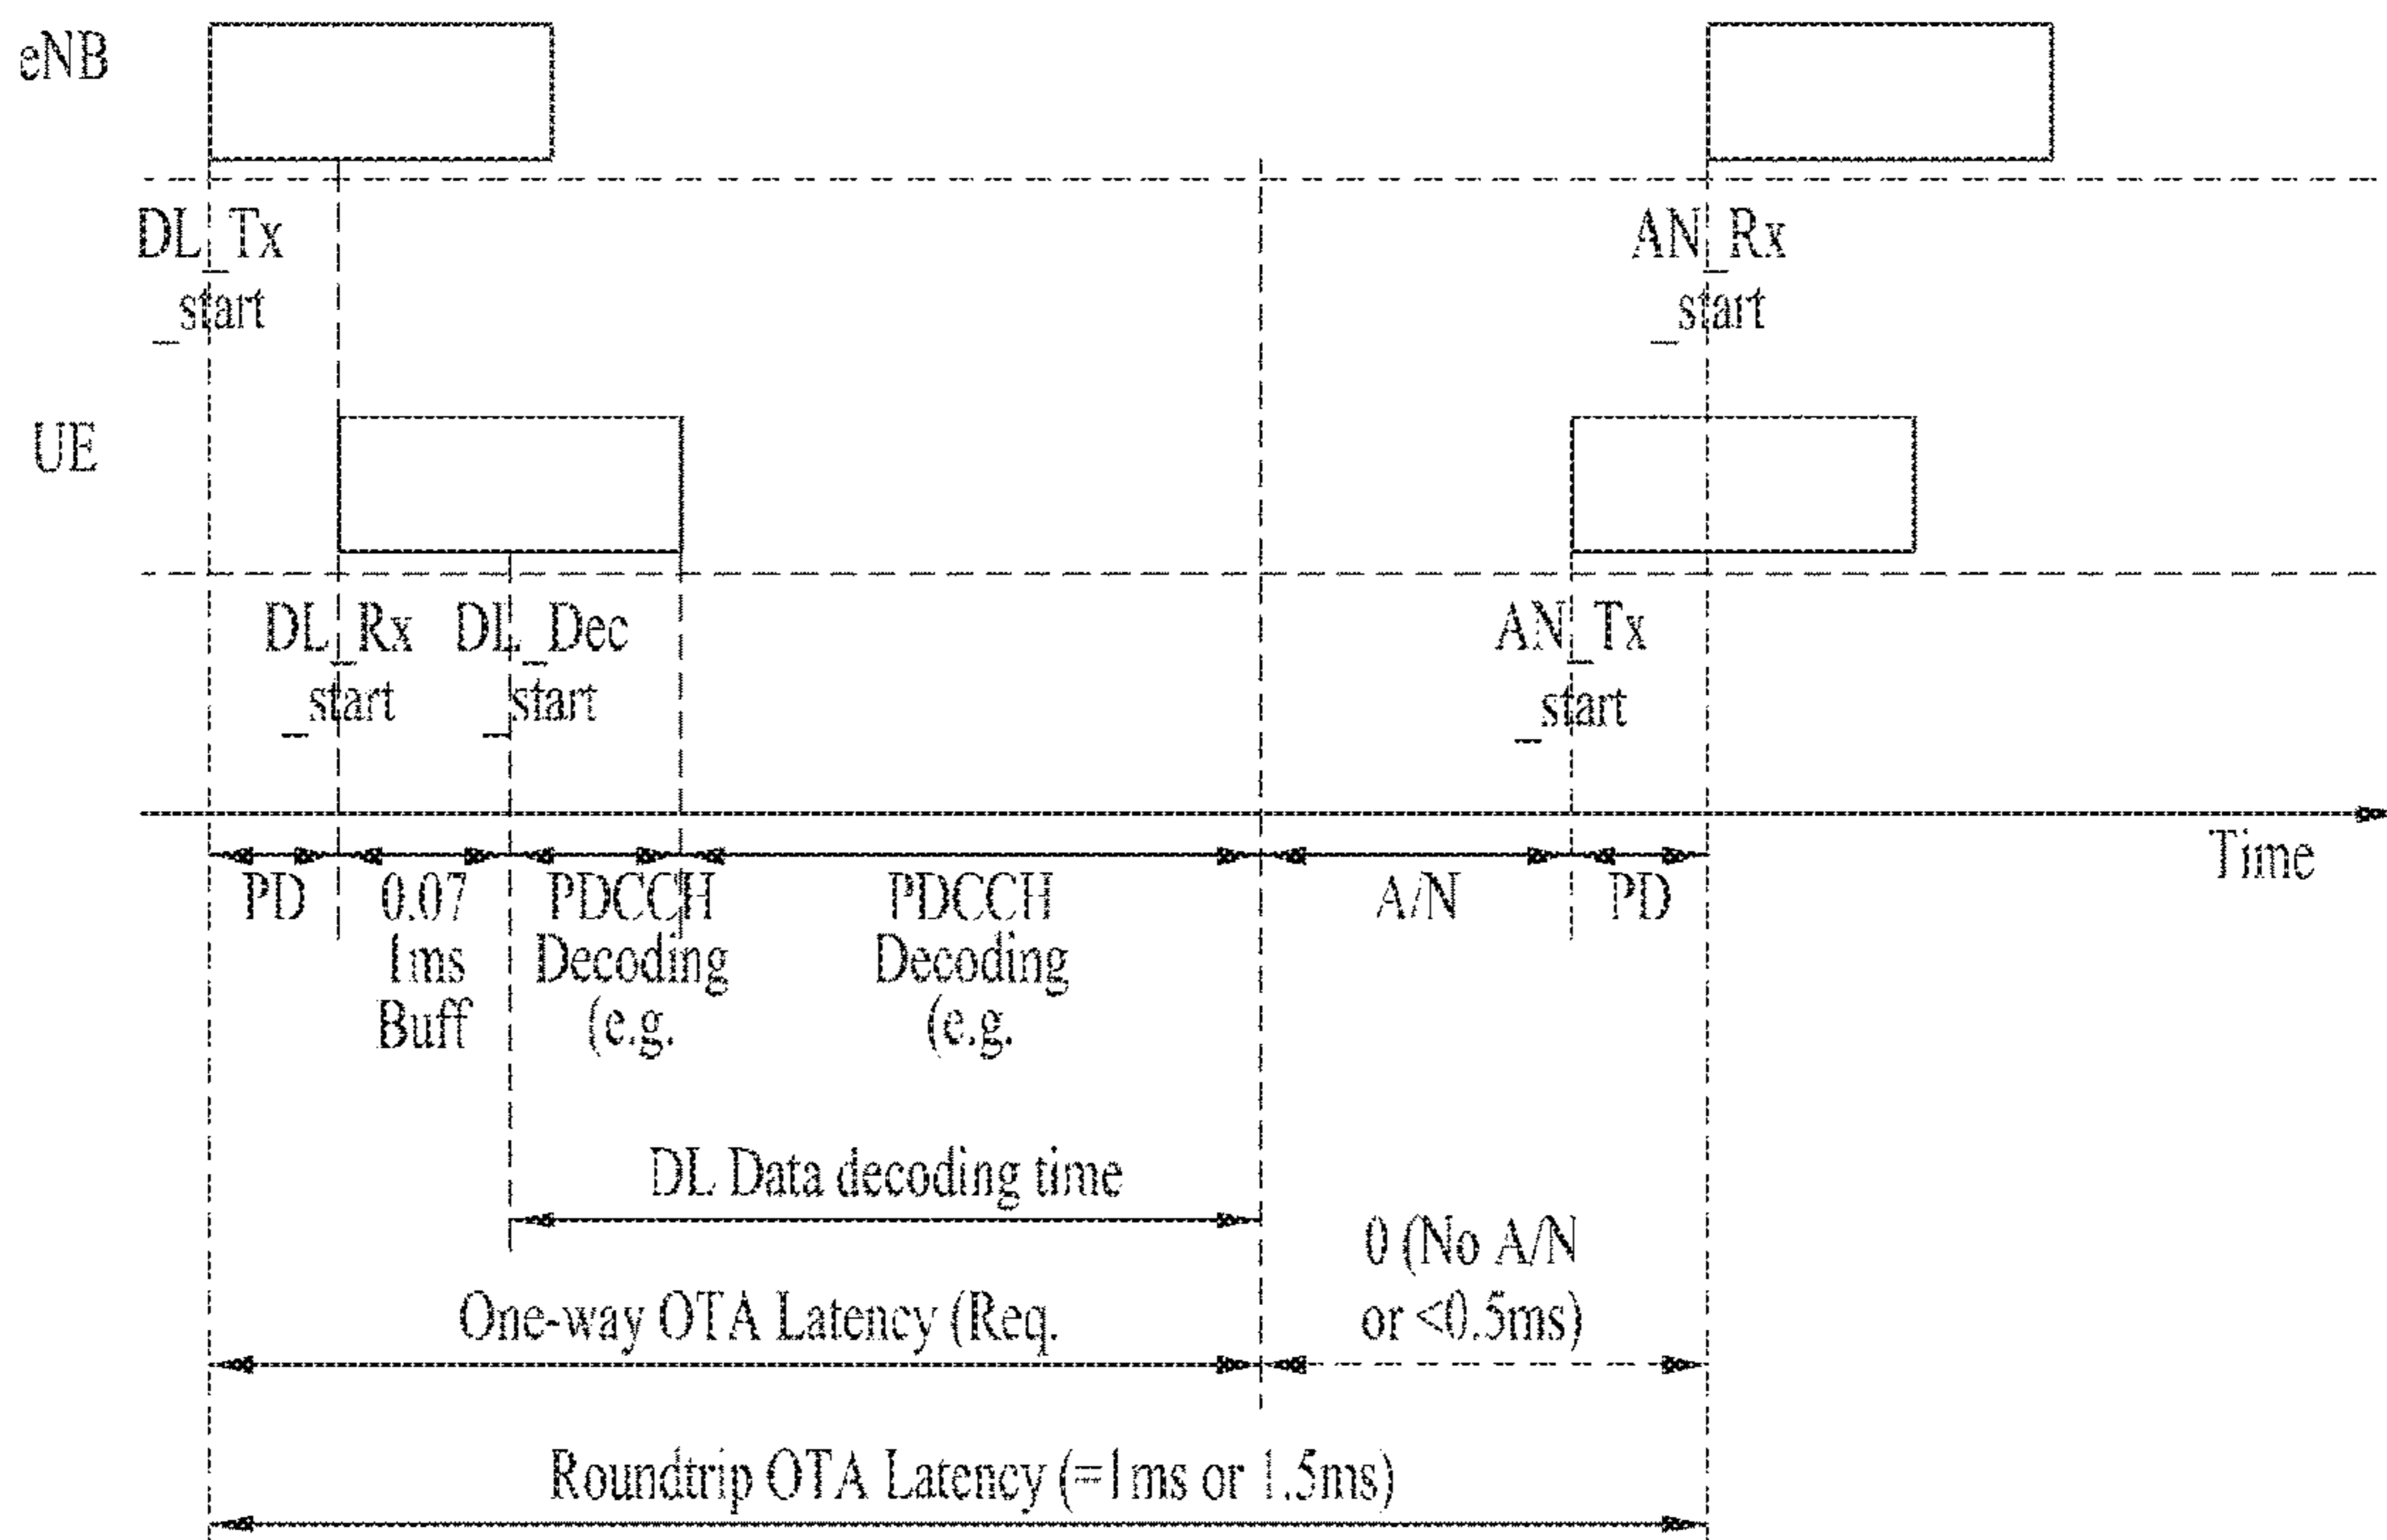 eNB
DL_Tx
_start
AN_Rx
_start
UE
DL_Rx
_start
DL_Dec
_start
AN_Tx
_start
Time
PD
0.07
1ms
Buff
PDCCH
Decoding
(e.g.
PDCCH
Decoding
(e.g.
A/N
PD
DL Data decoding time
0 (No A/N
or <0.5ms)
One-way OTA Latency (Req.
Roundtrip OTA Latency (=1ms or 1.5ms)